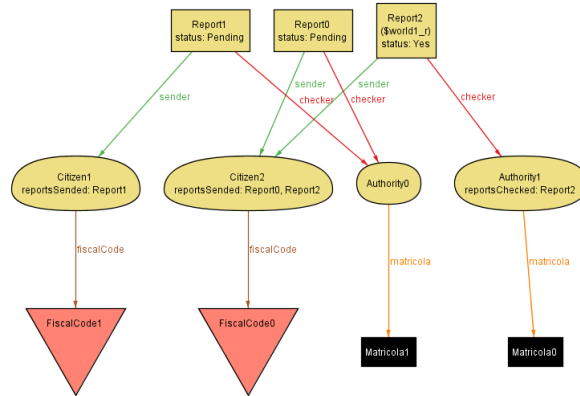 Report1
status: Pending
Report0
status: Pending
Report2
($world1_r)
status: Yes
sender
sender
sender
checker
checker
checker
Citizen1
reportsSended: Report1
Citizen2
reportsSended: Report0, Report2
Authority0
Authority1
reportsChecked: Report2
fiscalCode
fiscalCode
matricola
matricola
FiscalCode1
FiscalCode0
Matricola1
Matricola0